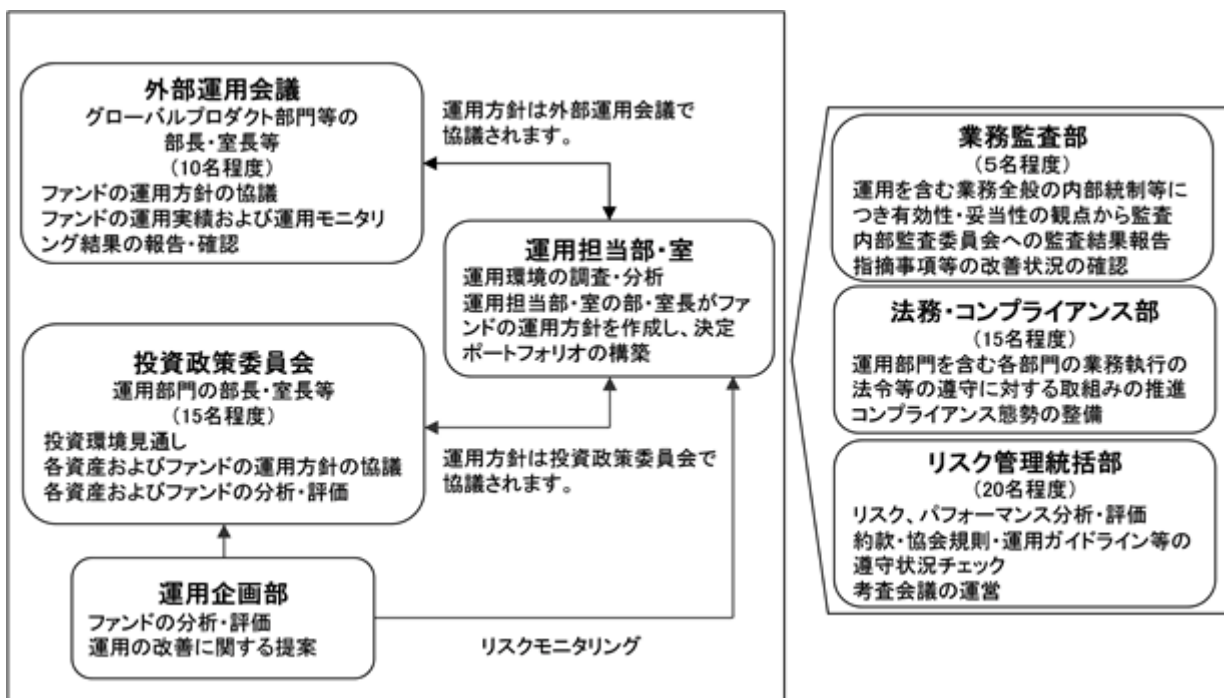 外部運用会議
グローバルプロダクト部門等の
部長・室長等
(10名程度)
ファンドの運用方針の協議
ファンドの運用実績および運用モニタリ
ング結果の報告・確認
運用方針は外部運用会議で
協議されます。
運用担当部・室
運用環境の調査・分析
運用担当部・室の部・室長がファ
ンドの運用方針を作成し、決定
ポートフォリオの構築
投資政策委員会
運用部門の部長・室長等
(15名程度)
投資環境見通し
各資産およびファンドの運用方針の協議
各資産およびファンドの分析・評価
運用方針は投資政策委員会で
協議されます。
運用企画部
ファンドの分析・評価
運用の改善に関する提案
リスクモニタリング
業務監査部
(5名程度)
運用を含む業務全般の内部統制等に
つき有効性・妥当性の観点から監査
内部監査委員会への監査結果報告
指摘事項等の改善状況の確認
法務・コンプライアンス部
(15名程度)
運用部門を含む各部門の業務執行の
法令等の遵守に対する取組みの推進
コンプライアンス態勢の整備
リスク管理統括部
(20名程度)
リスク、パフォーマンス分析・評価
約款・協会規則・運用ガイドライン等の
遵守状況チェック
考査会議の運営